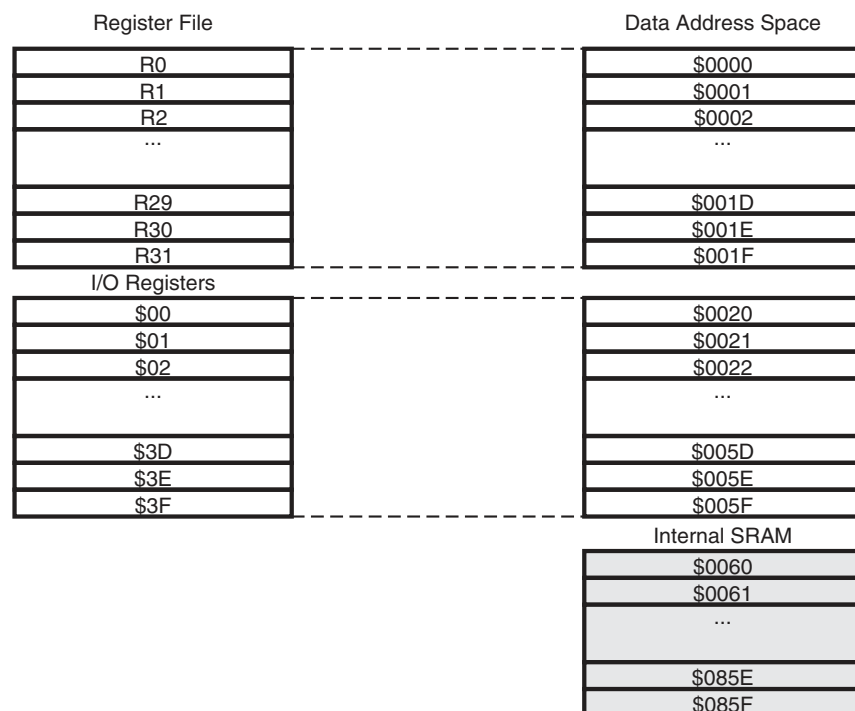 Register File
Data Address Space
R0
$0000
R1
$0001
R2
$0002
...
...
R29
$001D
R30
$001E
R31
$001F
I/O Registers
$00
$0020
$01
$0021
$02
$0022
...
...
$3D
$005D
$3E
$005E
$3F
$005F
Internal SRAM
$0060
$0061
...
$085E
$085F